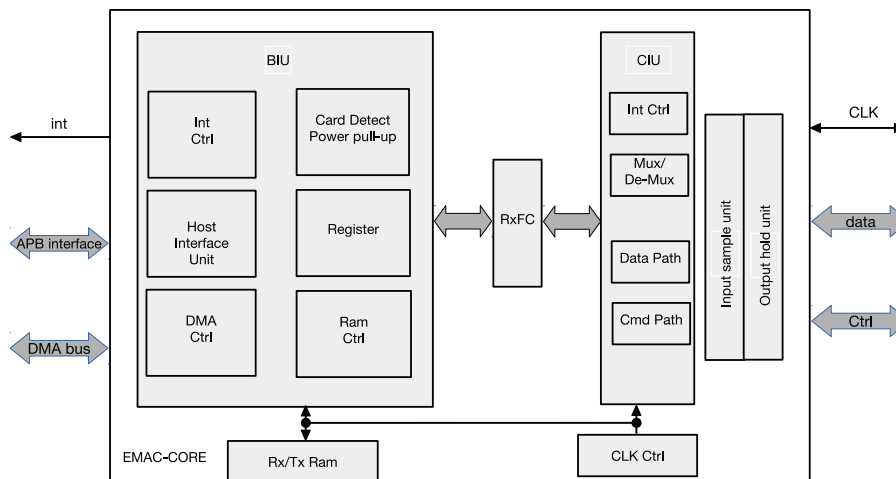 BIU
CIU
int
Int
Ctrl
Card Detect
Power pull-up
Int Ctrl
CLK
Mux/
De-Mux
Host
Interface
Unit
Register
RxFC
APB interface
Data Path
Input sample unit
Output hold unit
data
DMA
Ctrl
Ram
Ctrl
Cmd Path
DMA bus
Ctrl
EMAC-CORE
Rx/Tx Ram
CLK Ctrl